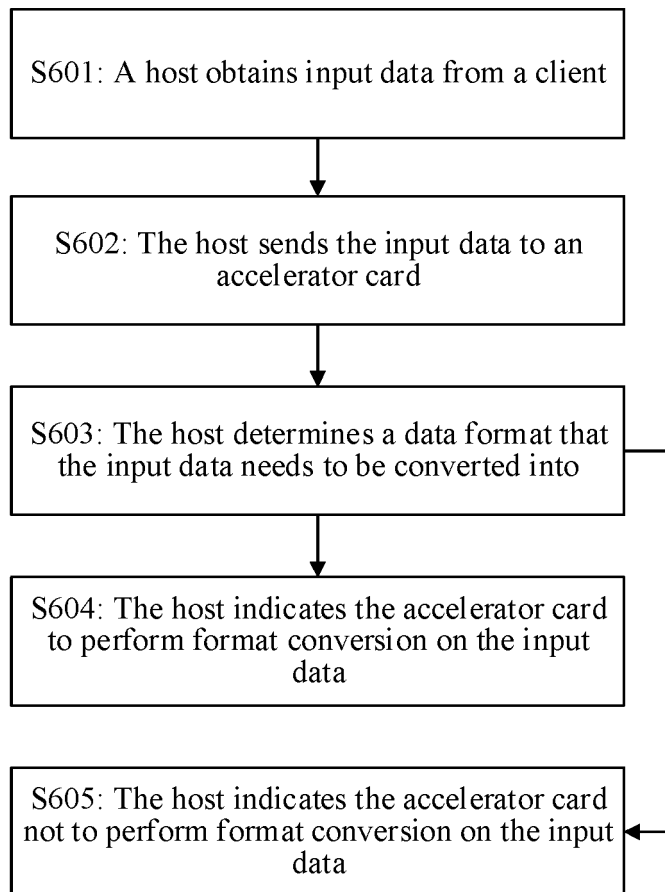 S601: A host obtains input data from a client
S602: The host sends the input data to an
accelerator card
S603: The host determines a data format that
the input data needs to be converted into
S604: The host indicates the accelerator card
to perform format conversion on the input
data
S605: The host indicates the accelerator card
not to perform format conversion on the input
data